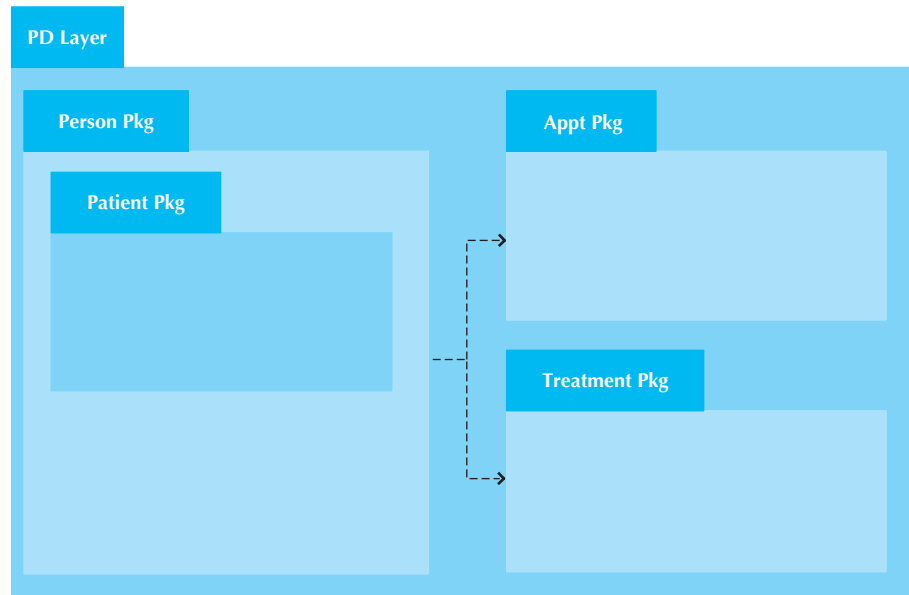 PD Layer
Person Pkg
Appt Pkg
Patient Pkg
Treatment Pkg